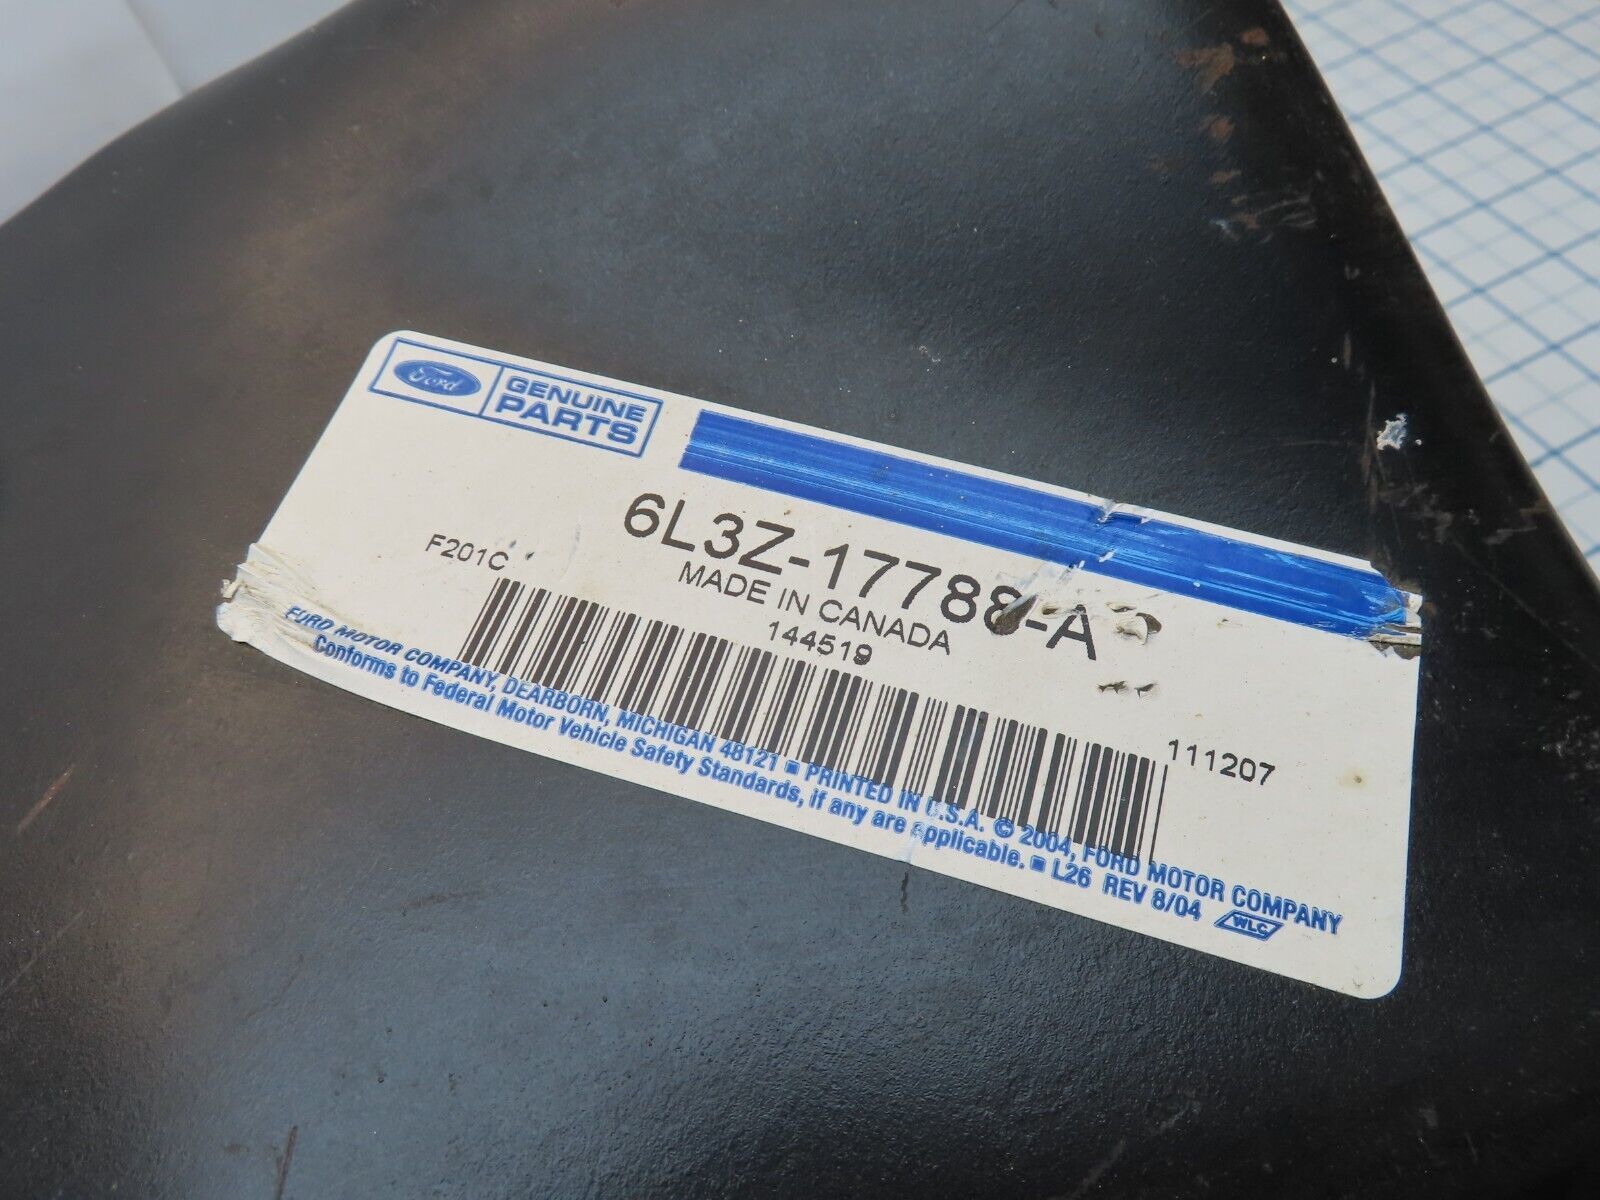 Ford
GENUINE
PARTS
6L3Z-17788-A
F201C
MADE IN CANADA
144519
111207
FORD MOTOR COMPANY, DEARBORN, MICHIGAN 48121 ■ PRINTED IN U.S.A. © 2004, FORD MOTOR COMPANY
Conforms to Federal Motor Vehicle Safety Standards, if any are applicable. ■ L26 REV 8/04 WLC